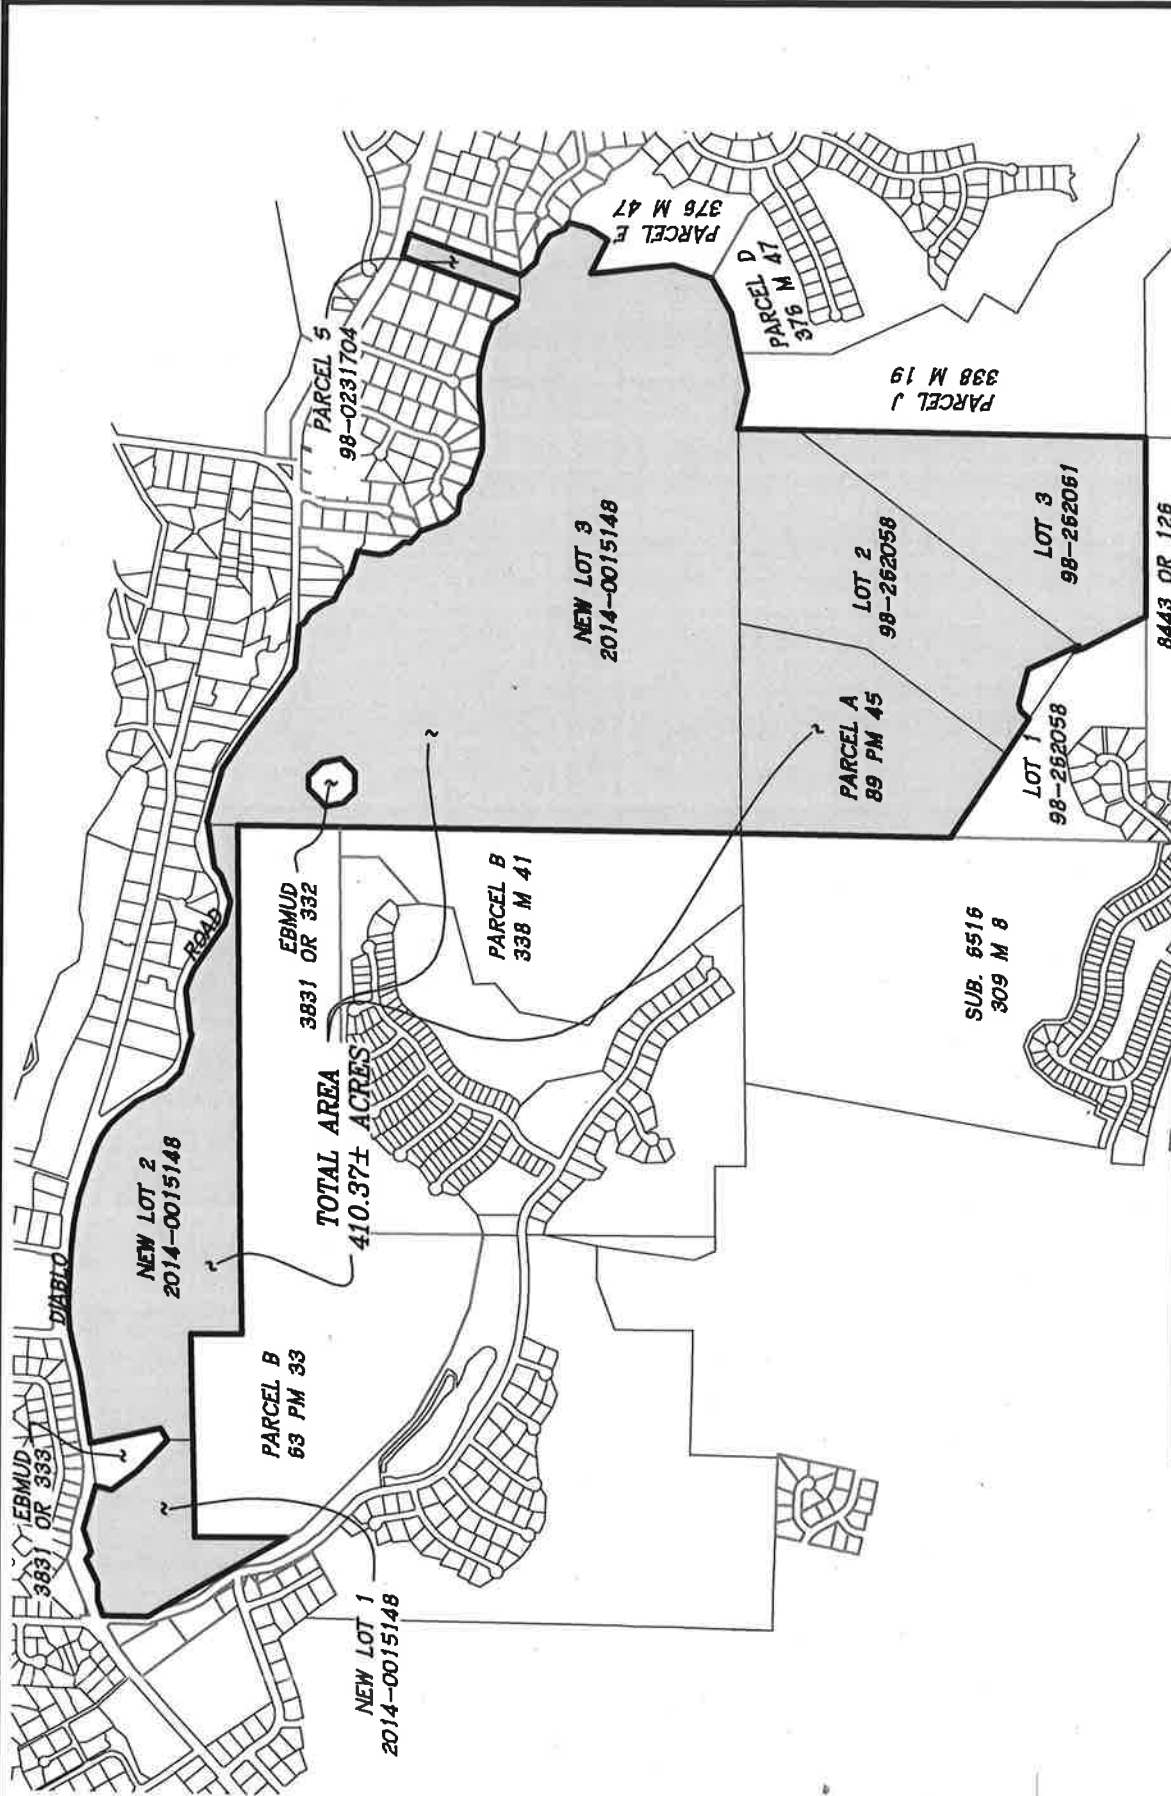 EBMUD
3831 OR 333
DIABLO
NEW LOT 2
2014-0015148
ROAD
PARCEL 5
98-0231704
PARCEL E
376 M 47
PARCEL D
376 M 47
PARCEL J
338 M 19
NEW LOT 3
2014-0015148
EBMUD
3831 OR 332
PARCEL B
338 M 41
TOTAL AREA
410.37± ACRES
PARCEL B
63 PM 33
NEW LOT 1
2014-0015148
LOT 2
98-262058
LOT 3
98-262061
PARCEL A
89 PM 45
LOT 1
98-262058
SUB. 6516
309 M 8
8443 OR 126